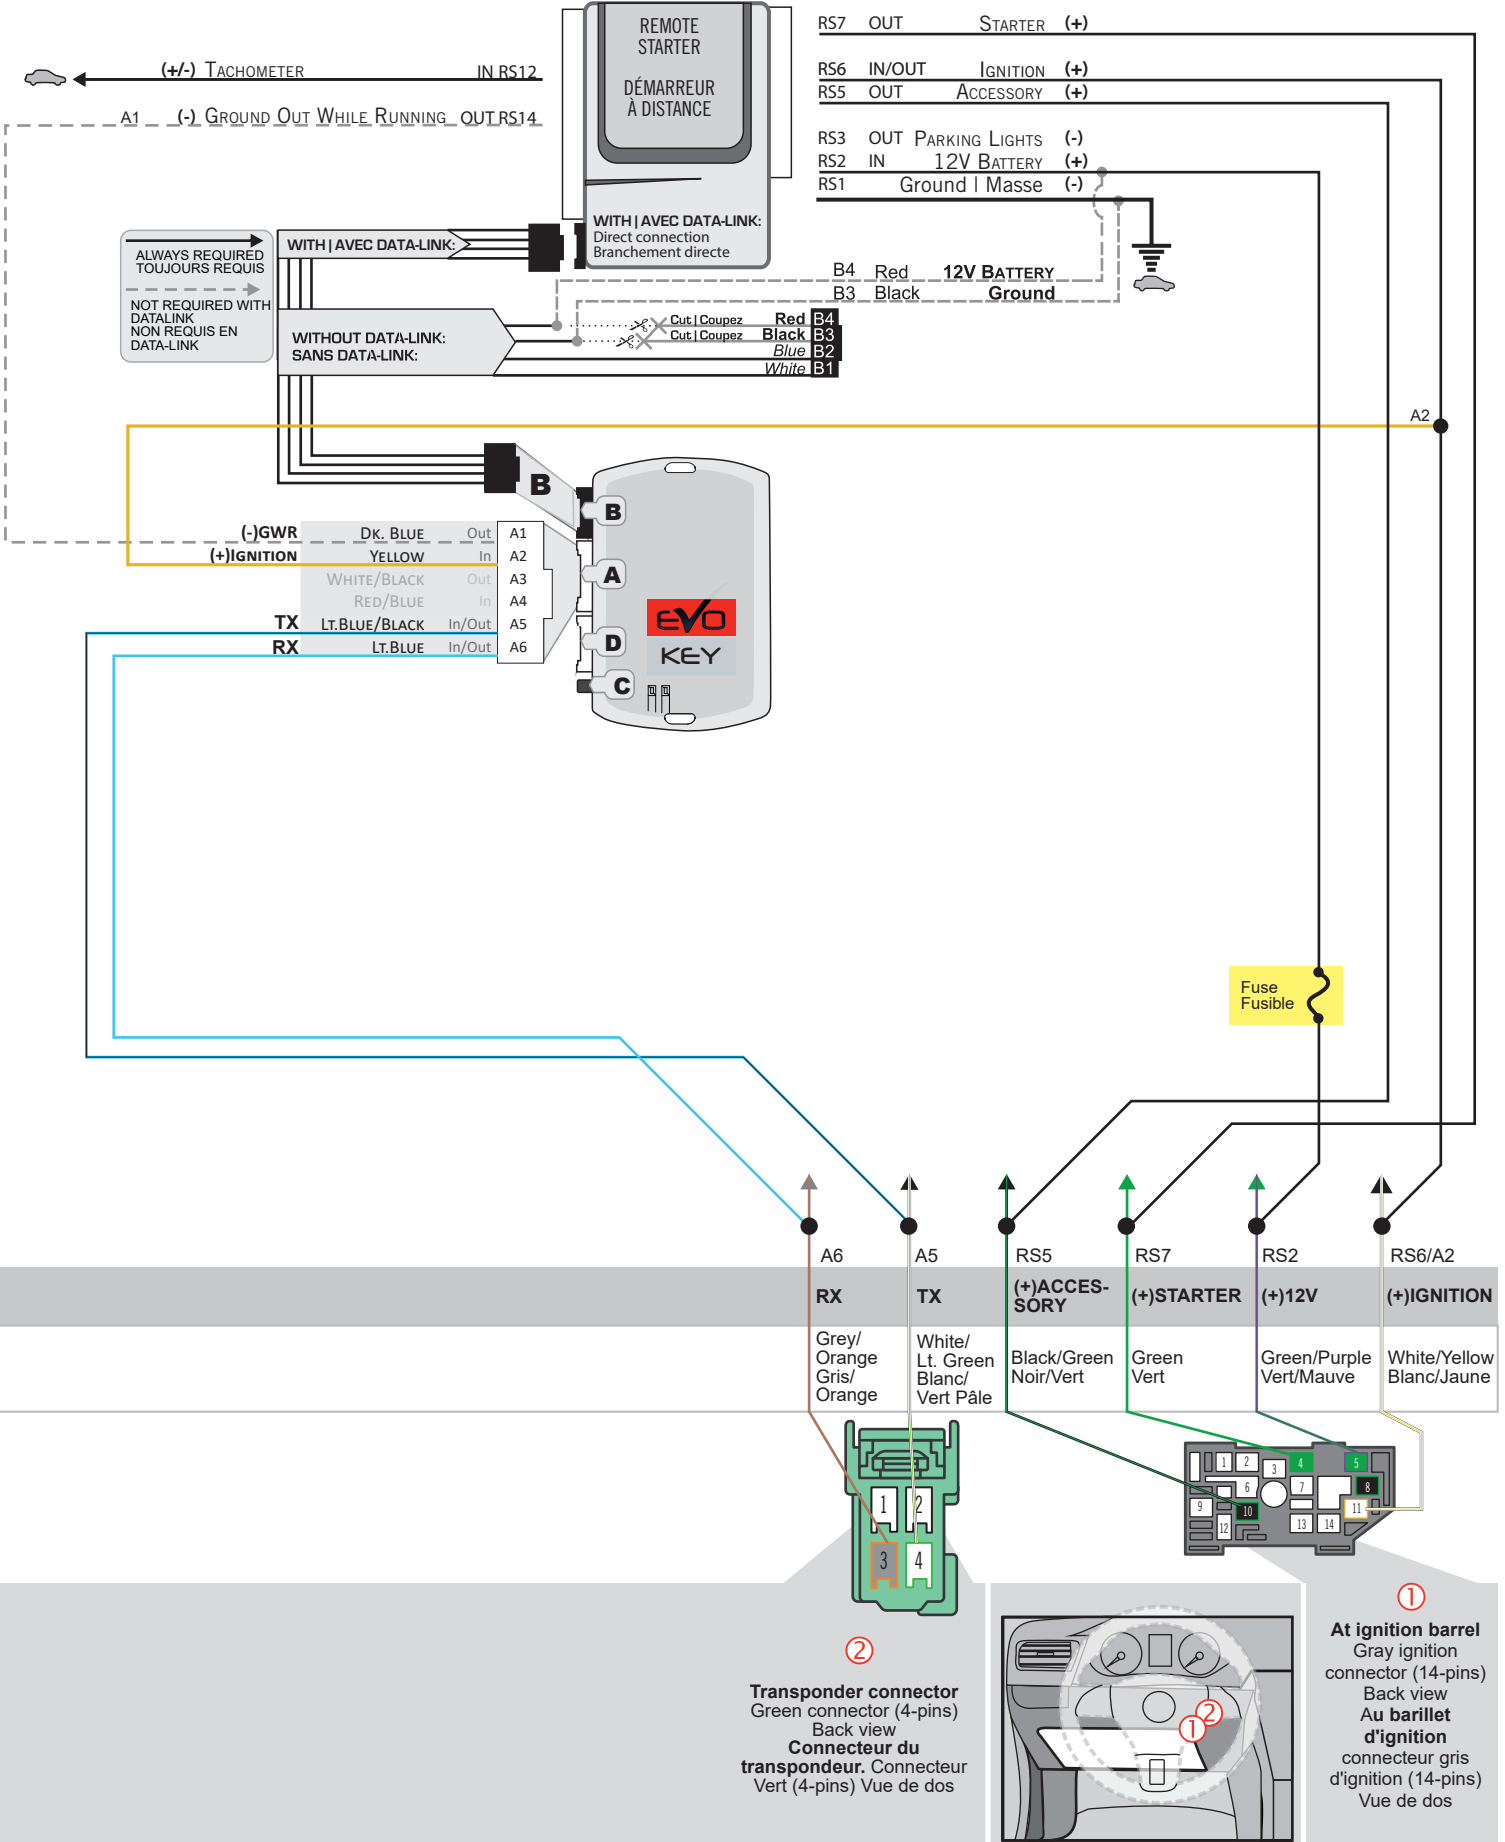 REMOTE
STARTER
DÉMARREUR
À DISTANCE
RS7 OUT STARTER (+)
(+/-) TACHOMETER IN RS12
RS6 IN/OUT IGNITION (+)
RS5 OUT ACCESSORY (+)
A1 (-) GROUND OUT WHILE RUNNING OUT RS14
RS3 OUT PARKING LIGHTS (-)
RS2 IN 12V BATTERY (+)
RS1 Ground | Masse (-)
WITH | AVEC DATA-LINK:
Direct connection
Branchement directe
ALWAYS REQUIRED
TOUJOURS REQUIS
NOT REQUIRED WITH
DATALINK
NON REQUIS EN
DATA-LINK
WITH | AVEC DATA-LINK:
B4 Red 12V BATTERY
B3 Black Ground
WITHOUT DATA-LINK:
SANS DATA-LINK:
Cut | Coupez Red B4
Cut | Coupez Black B3
Blue B2
White B1
A2
B
B
A
D
C
EVO
KEY
(-)GWR DK. BLUE Out A1
(+)IGNITION YELLOW In A2
WHITE/BLACK Out A3
RED/BLUE In A4
TX LT.BLUE/BLACK In/Out A5
RX LT.BLUE In/Out A6
Fuse
Fusible
A6 A5 RS5 RS7 RS2 RS6/A2
RX
TX
(+)ACCES-
SORY
(+)STARTER
(+)12V
(+)IGNITION
Grey/
Orange
Gris/
Orange
White/
Lt. Green
Blanc/
Vert Pâle
Black/Green
Noir/Vert
Green
Vert
Green/Purple
Vert/Mauve
White/Yellow
Blanc/Jaune
1 2
3 4
1 2 3 4 5
6 7 8
9 10 11
12 13 14
2
Transponder connector
Green connector (4-pins)
Back view
Connecteur du
transpondeur. Connecteur
Vert (4-pins) Vue de dos
1 2
1
At ignition barrel
Gray ignition
connector (14-pins)
Back view
Au barillet
d'ignition
connecteur gris
d'ignition (14-pins)
Vue de dos